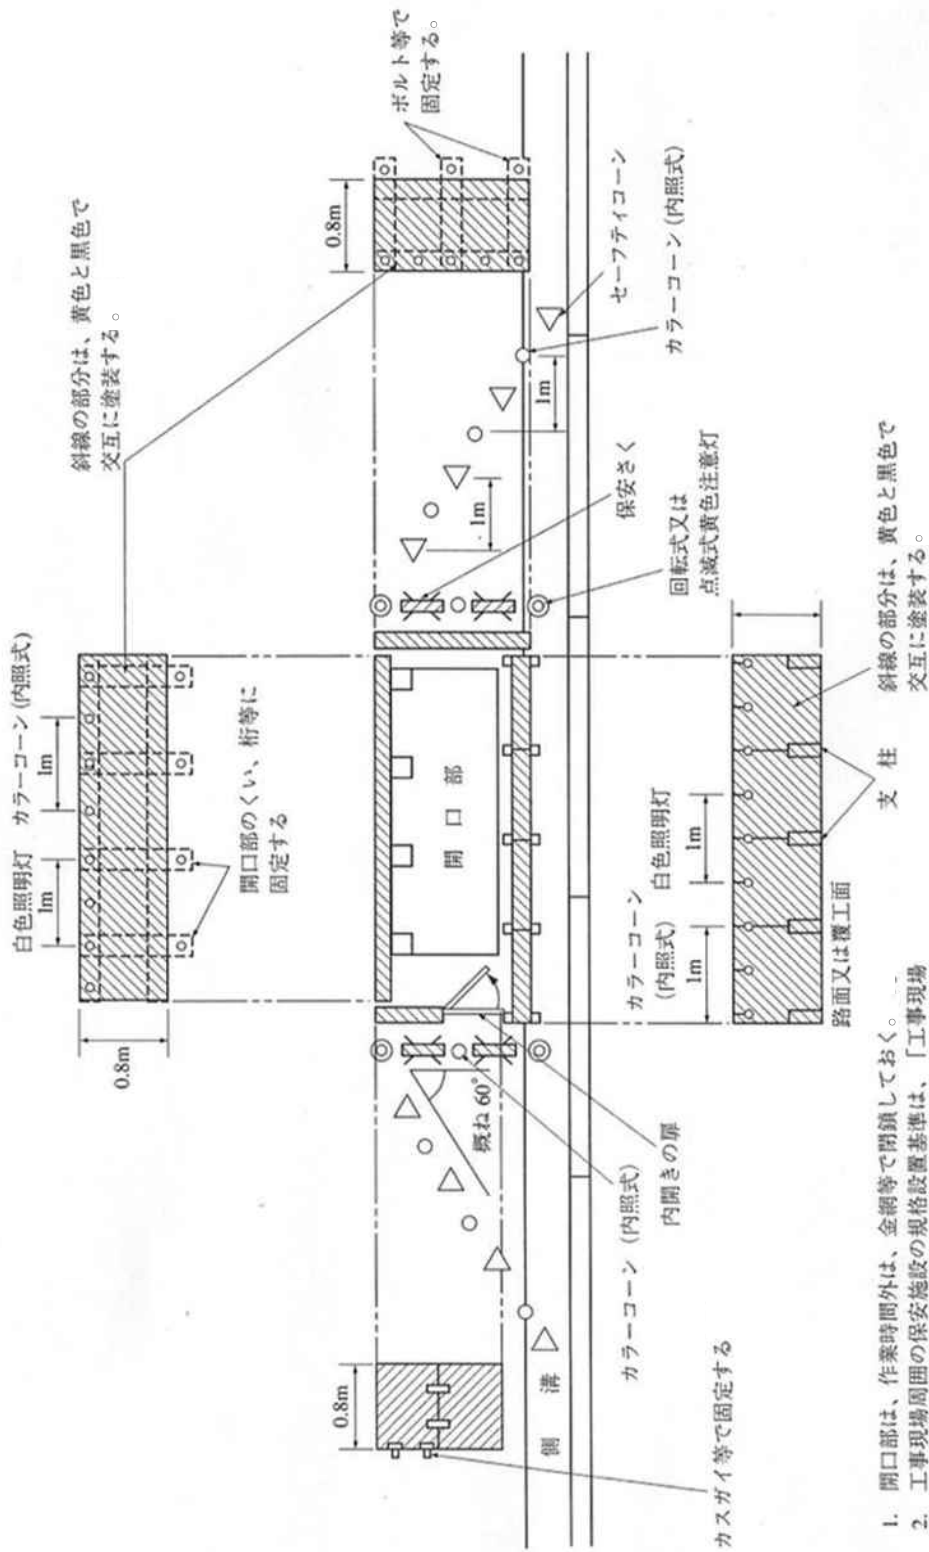 斜線の部分は、黄色と黒色で
交互に塗装する。
ボルト等で
固定する。
白色照明灯
カラーコーン(内照式)
1m
1m
0.8m
0.8m
開口部のくい、桁等に
固定する
開口部
0.8m
概ね60°
1m
1m
セーフティコーン
カラーコーン(内照式)
保安さく
回転式又は
点滅式黄色注意灯
側溝
カスガイ等で固定する
カラーコーン(内照式)
内開きの扉
カラーコーン
(内照式)
白色照明灯
1m
1m
路面又は覆工面
支柱
斜線の部分は、黄色と黒色で
交互に塗装する。
1. 開口部は、作業時間外は、金網等で閉鎖しておく。
2. 工事現場周囲の保安施設の規格設置基準は、「工事現場